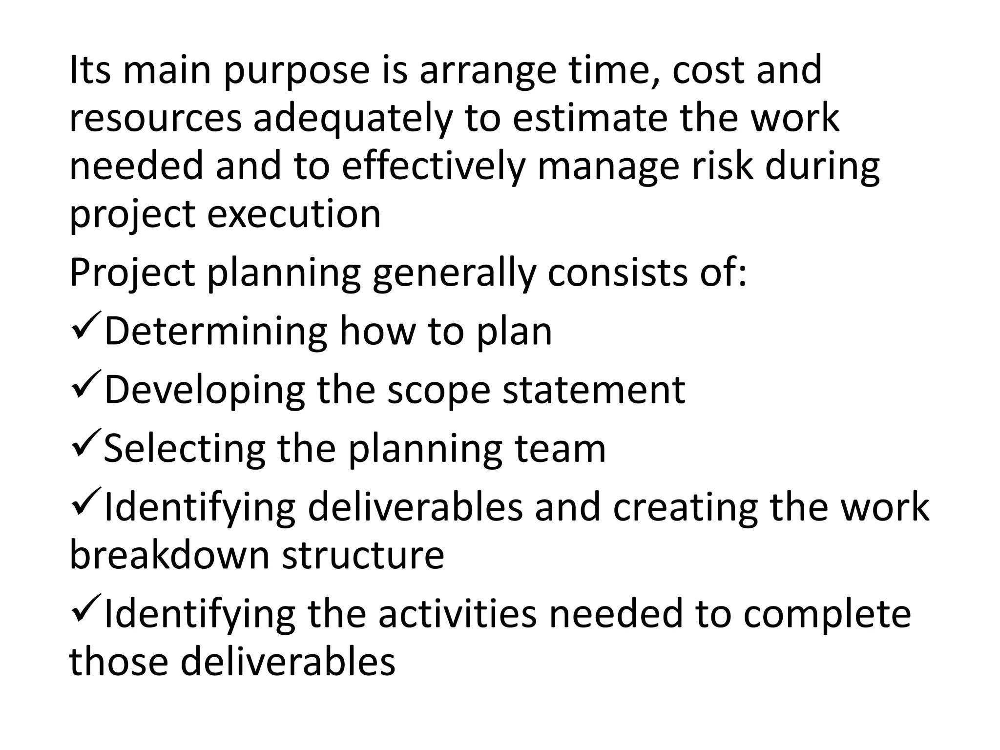 Its main purpose is arrange time, cost and
resources adequately to estimate the work
needed and to effectively manage risk during
project execution
Project planning generally consists of:
✓Determining how to plan
✓Developing the scope statement
✓Selecting the planning team
✓Identifying deliverables and creating the work
breakdown structure
✓Identifying the activities needed to complete
those deliverables